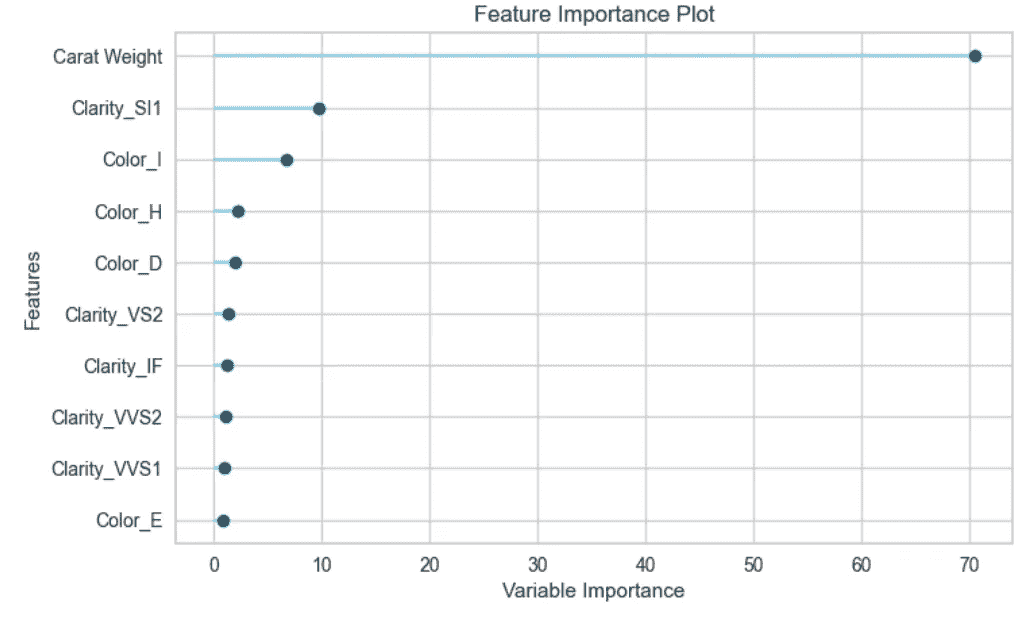 Feature Importance Plot
Carat Weight
Clarity_SI1
Color_I
Color_H
Color_D
Clarity_VS2
Clarity_IF
Clarity_VVS2
Clarity_VVS1
Color_E
Features
0 10 20 30 40 50 60 70
Variable Importance